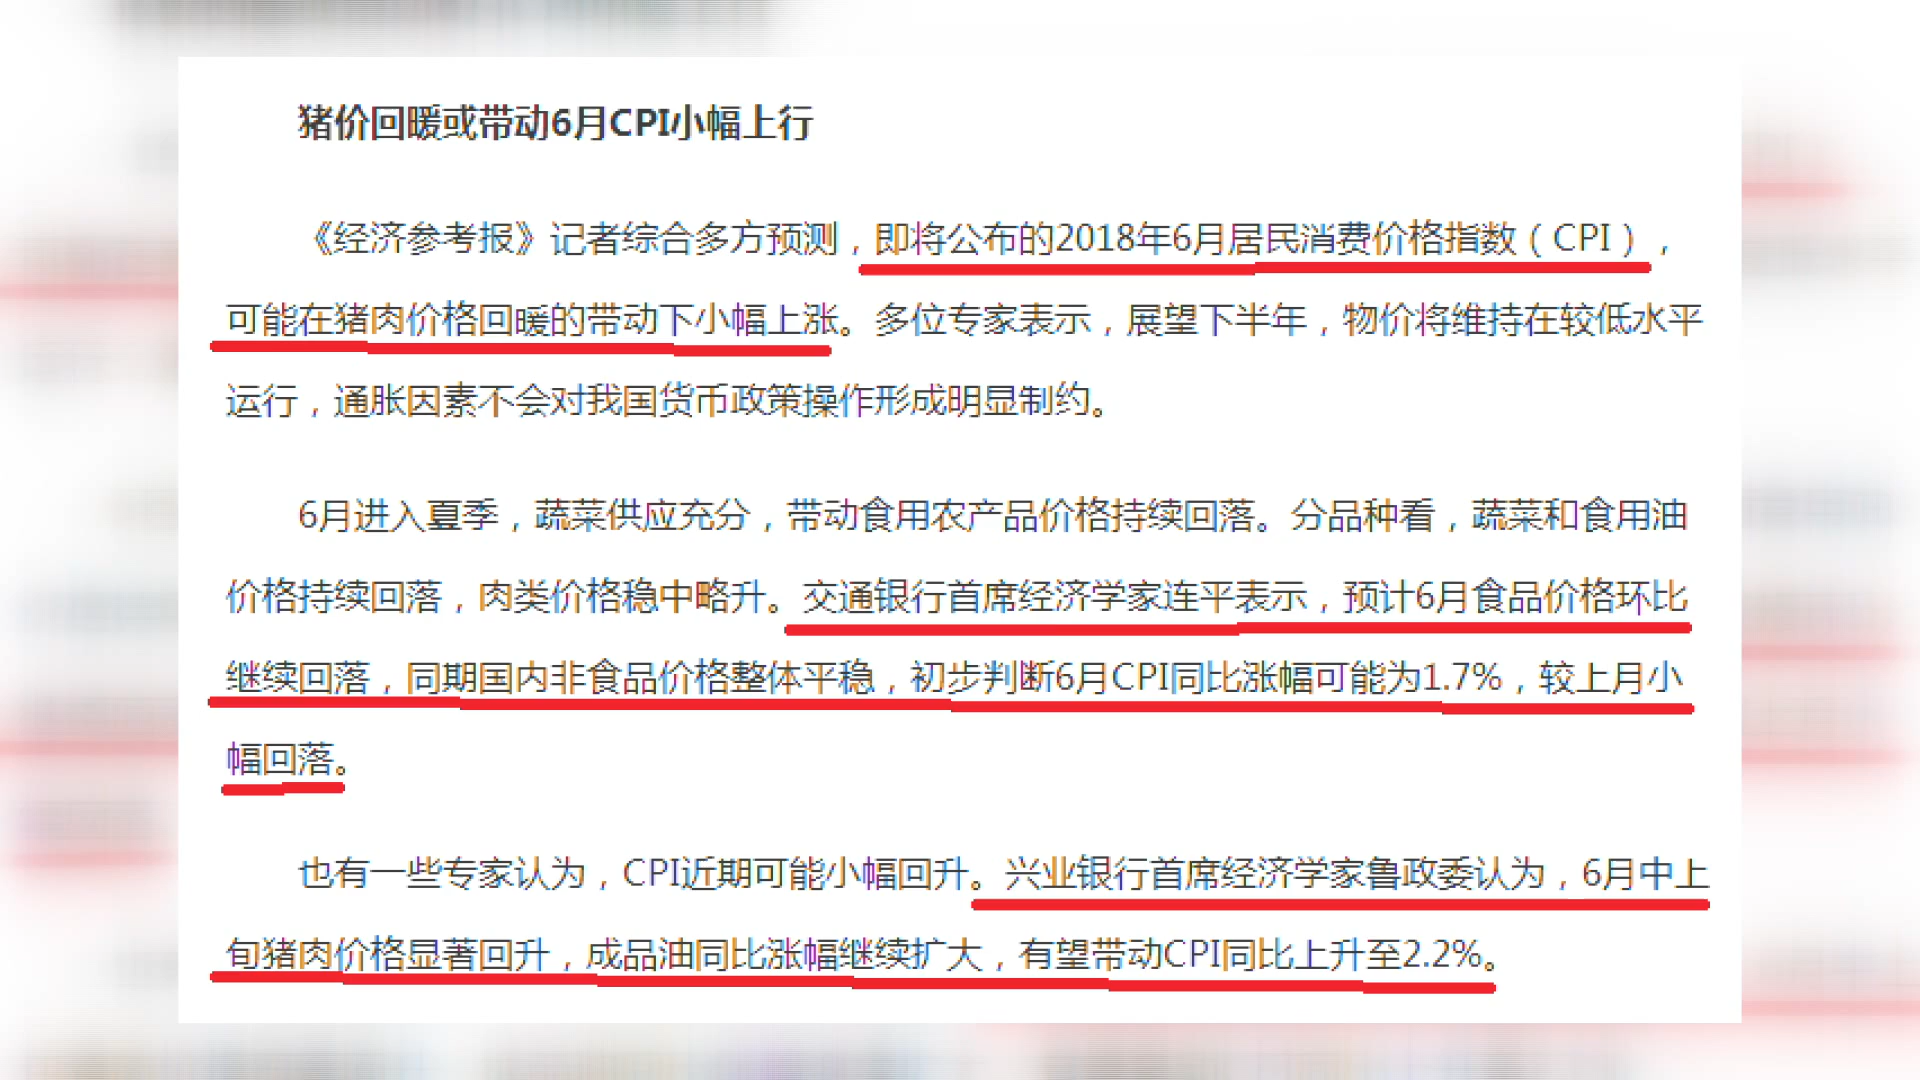 猪价回暖或带动6月CPI小幅上行
《经济参考报》记者综合多方预测，即将公布的2018年6月居民消费价格指数（CPI），
可能在猪肉价格回暖的带动下小幅上涨。多位专家表示，展望下半年，物价将维持在较低水平
运行，通胀因素不会对我国货币政策操作形成明显制约。
6月进入夏季，蔬菜供应充分，带动食用农产品价格持续回落。分品种看，蔬菜和食用油
价格持续回落，肉类价格稳中略升。交通银行首席经济学家连平表示，预计6月食品价格环比
继续回落，同期国内非食品价格整体平稳，初步判断6月CPI同比涨幅可能为1.7%，较上月小
幅回落。
也有一些专家认为，CPI近期可能小幅回升。兴业银行首席经济学家鲁政委认为，6月中上
旬猪肉价格显著回升，成品油同比涨幅继续扩大，有望带动CPI同比上升至2.2%。